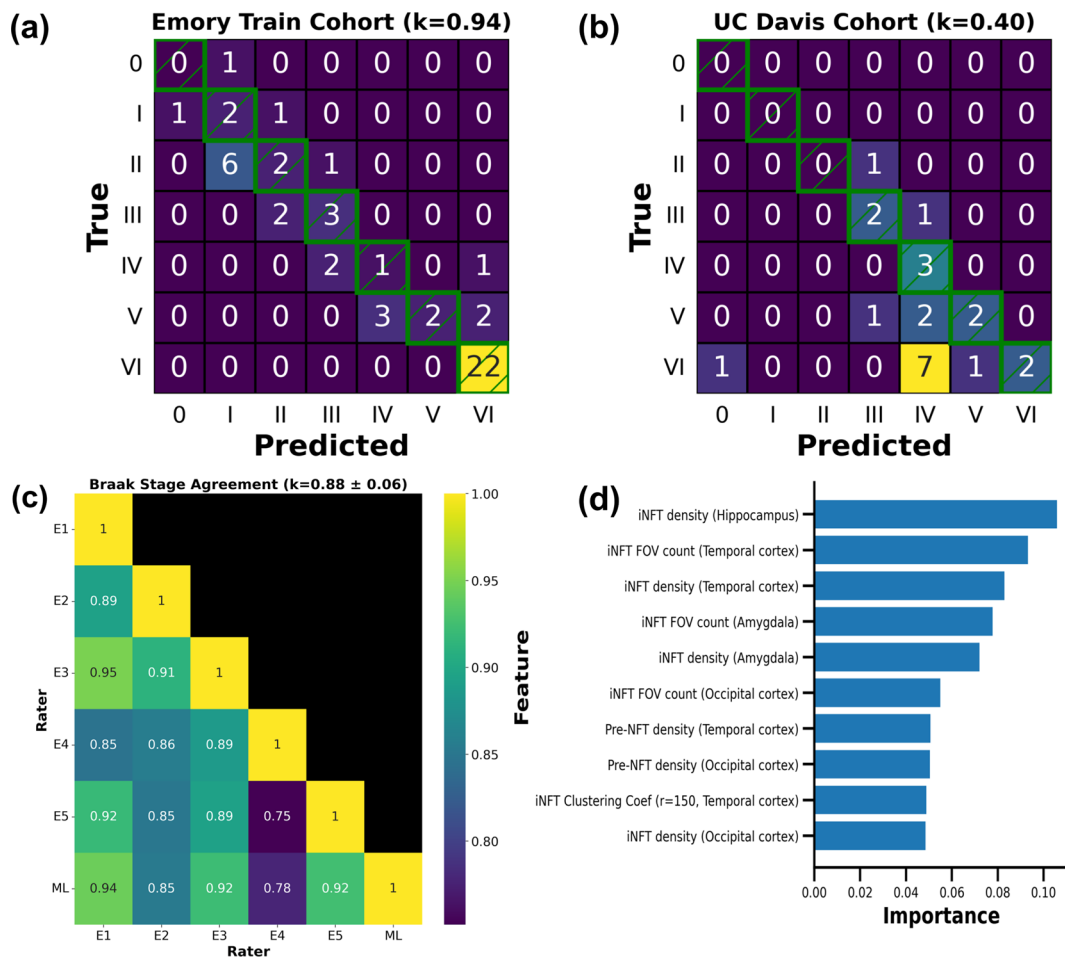 (a)
Emory Train Cohort (k=0.94)
True
0 0 1 0 0 0 0 0
I 1 2 1 0 0 0 0
II 0 6 2 1 0 0 0
III 0 0 2 3 0 0 0
IV 0 0 0 2 1 0 1
V 0 0 0 0 3 2 2
VI 0 0 0 0 0 0 22
0 I II III IV V VI
Predicted
(b)
UC Davis Cohort (k=0.40)
True
0 0 0 0 0 0 0 0
I 0 0 0 0 0 0 0
II 0 0 0 1 0 0 0
III 0 0 0 2 1 0 0
IV 0 0 0 0 3 0 0
V 0 0 0 1 2 2 0
VI 1 0 0 0 7 1 2
0 I II III IV V VI
Predicted
(c)
Braak Stage Agreement (k=0.88 ± 0.06)
Rater
E1 1
E2 0.89 1
E3 0.95 0.91 1
E4 0.85 0.86 0.89 1
E5 0.92 0.85 0.89 0.75 1
ML 0.94 0.85 0.92 0.78 0.92 1
E1 E2 E3 E4 E5 ML
Rater
1.00
0.95
0.90
0.85
0.80
(d)
Feature
iNFT density (Hippocampus)
iNFT FOV count (Temporal cortex)
iNFT density (Temporal cortex)
iNFT FOV count (Amygdala)
iNFT density (Amygdala)
iNFT FOV count (Occipital cortex)
Pre-NFT density (Temporal cortex)
Pre-NFT density (Occipital cortex)
iNFT Clustering Coef (r=150, Temporal cortex)
iNFT density (Occipital cortex)
0.00 0.02 0.04 0.06 0.08 0.10
Importance